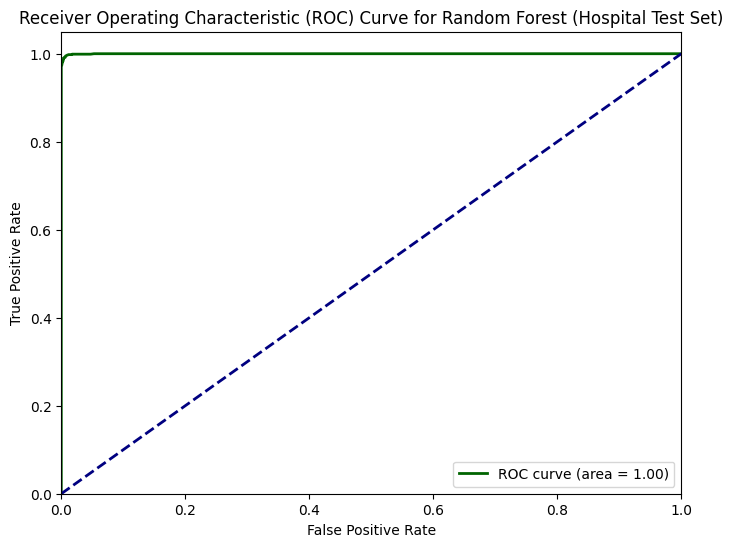 Receiver Operating Characteristic (ROC) Curve for Random Forest (Hospital Test Set)
True Positive Rate
1.0
0.8
0.6
0.4
0.2
0.0
ROC curve (area = 1.00)
0.0 0.2 0.4 0.6 0.8 1.0
False Positive Rate